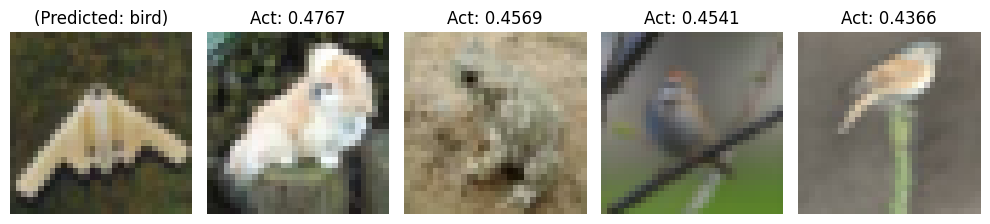 (Predicted: bird)
Act: 0.4767
Act: 0.4569
Act: 0.4541
Act: 0.4366